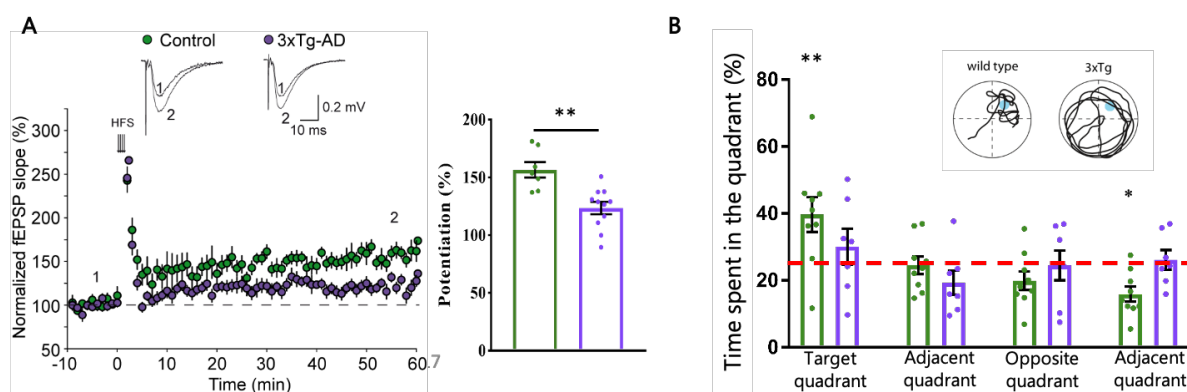 A
Control
3xTg-AD
1
2
1
2
0.2 mV
10 ms
HFS
1
2
Normalized fEPSP slope (%)
300
250
200
150
100
50
-10
0
10
20
30
40
50
60
.7
Time (min)
**
Potentiation (%)
200
150
100
50
0
B
Time spent in the quadrant (%)
80
60
40
20
0
**
*
wild type
3xTg
Target
quadrant
Adjacent
quadrant
Opposite
quadrant
Adjacent
quadrant